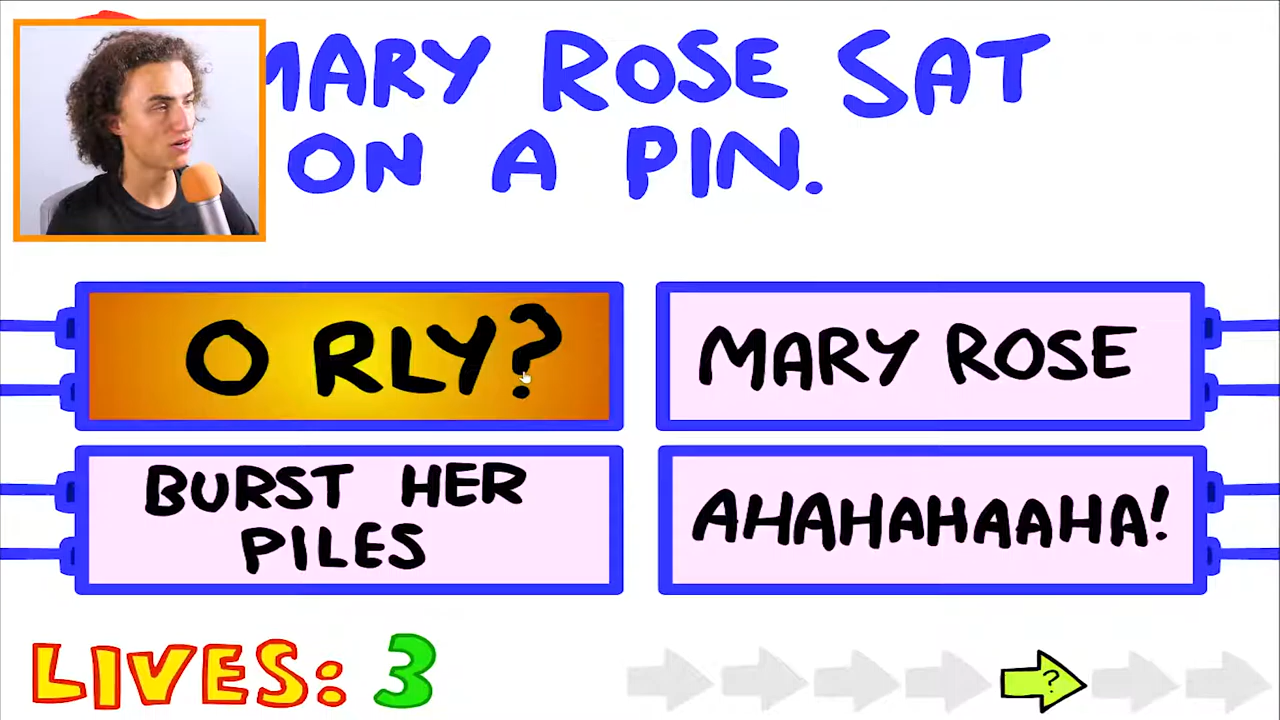 MARY ROSE SAT
ON A PIN.
O RLY?
MARY ROSE
BURST HER
PILES
AHAHAHAAHA!
LIVES: 3
?